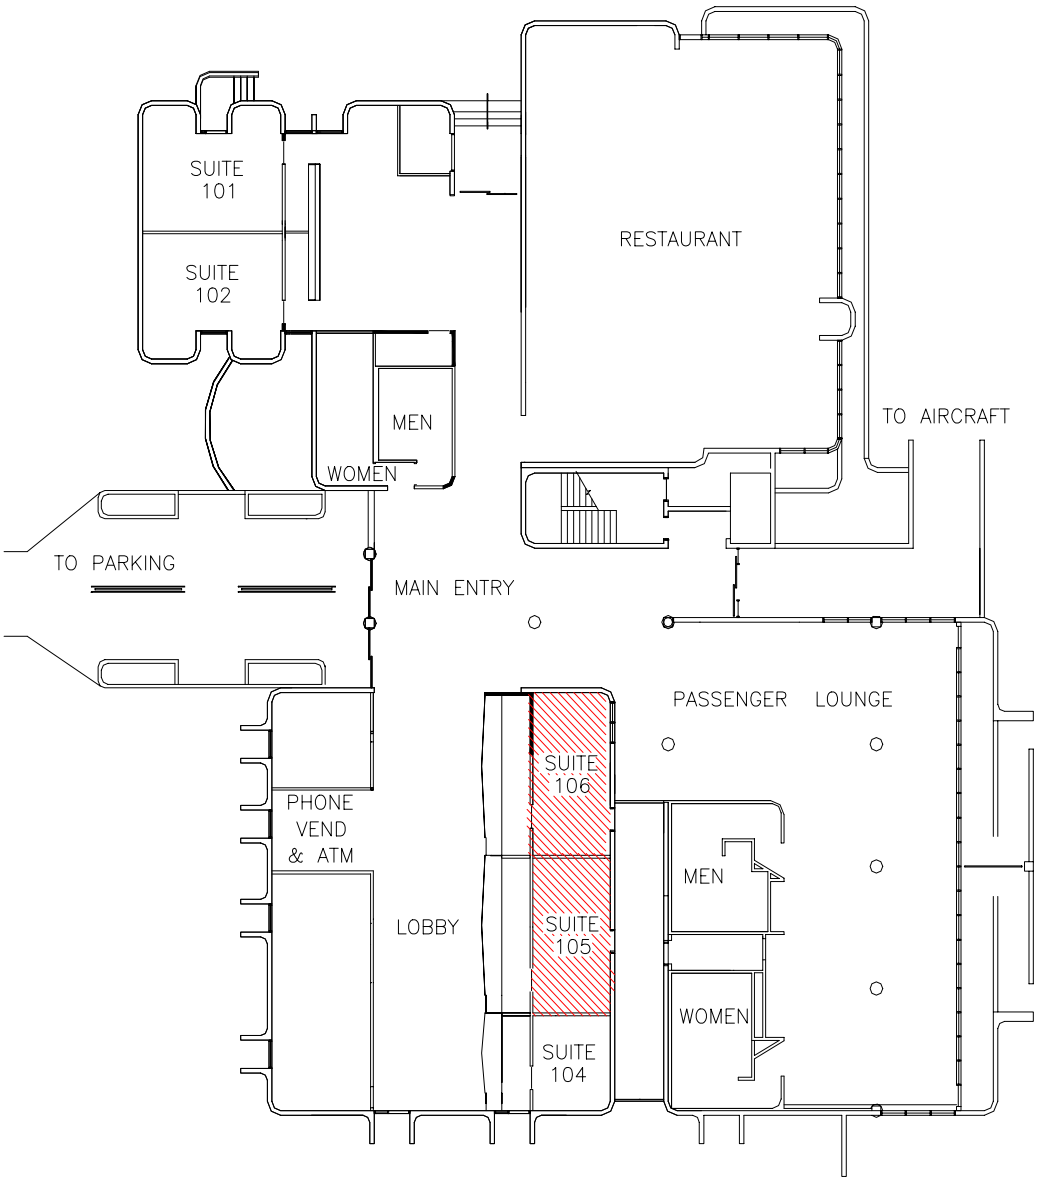 SUITE
101
RESTAURANT
SUITE
102
TO AIRCRAFT
MEN
WOMEN
TO PARKING
MAIN ENTRY
PASSENGER LOUNGE
SUITE
106
PHONE
VEND
& ATM
MEN
LOBBY
SUITE
105
WOMEN
SUITE
104